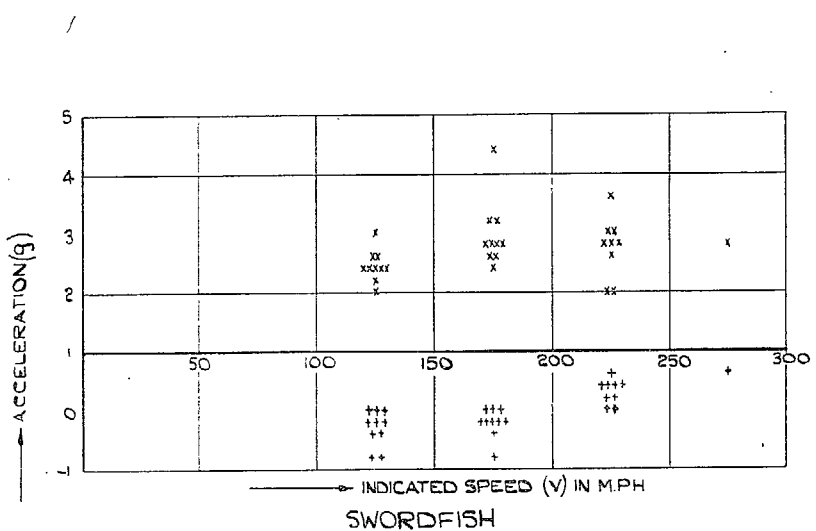 5
4
3
2
1
0
-1
ACCELERATION(g)
50 100 150 200 250 300
INDICATED SPEED (V) IN M.P.H
SWORDFISH